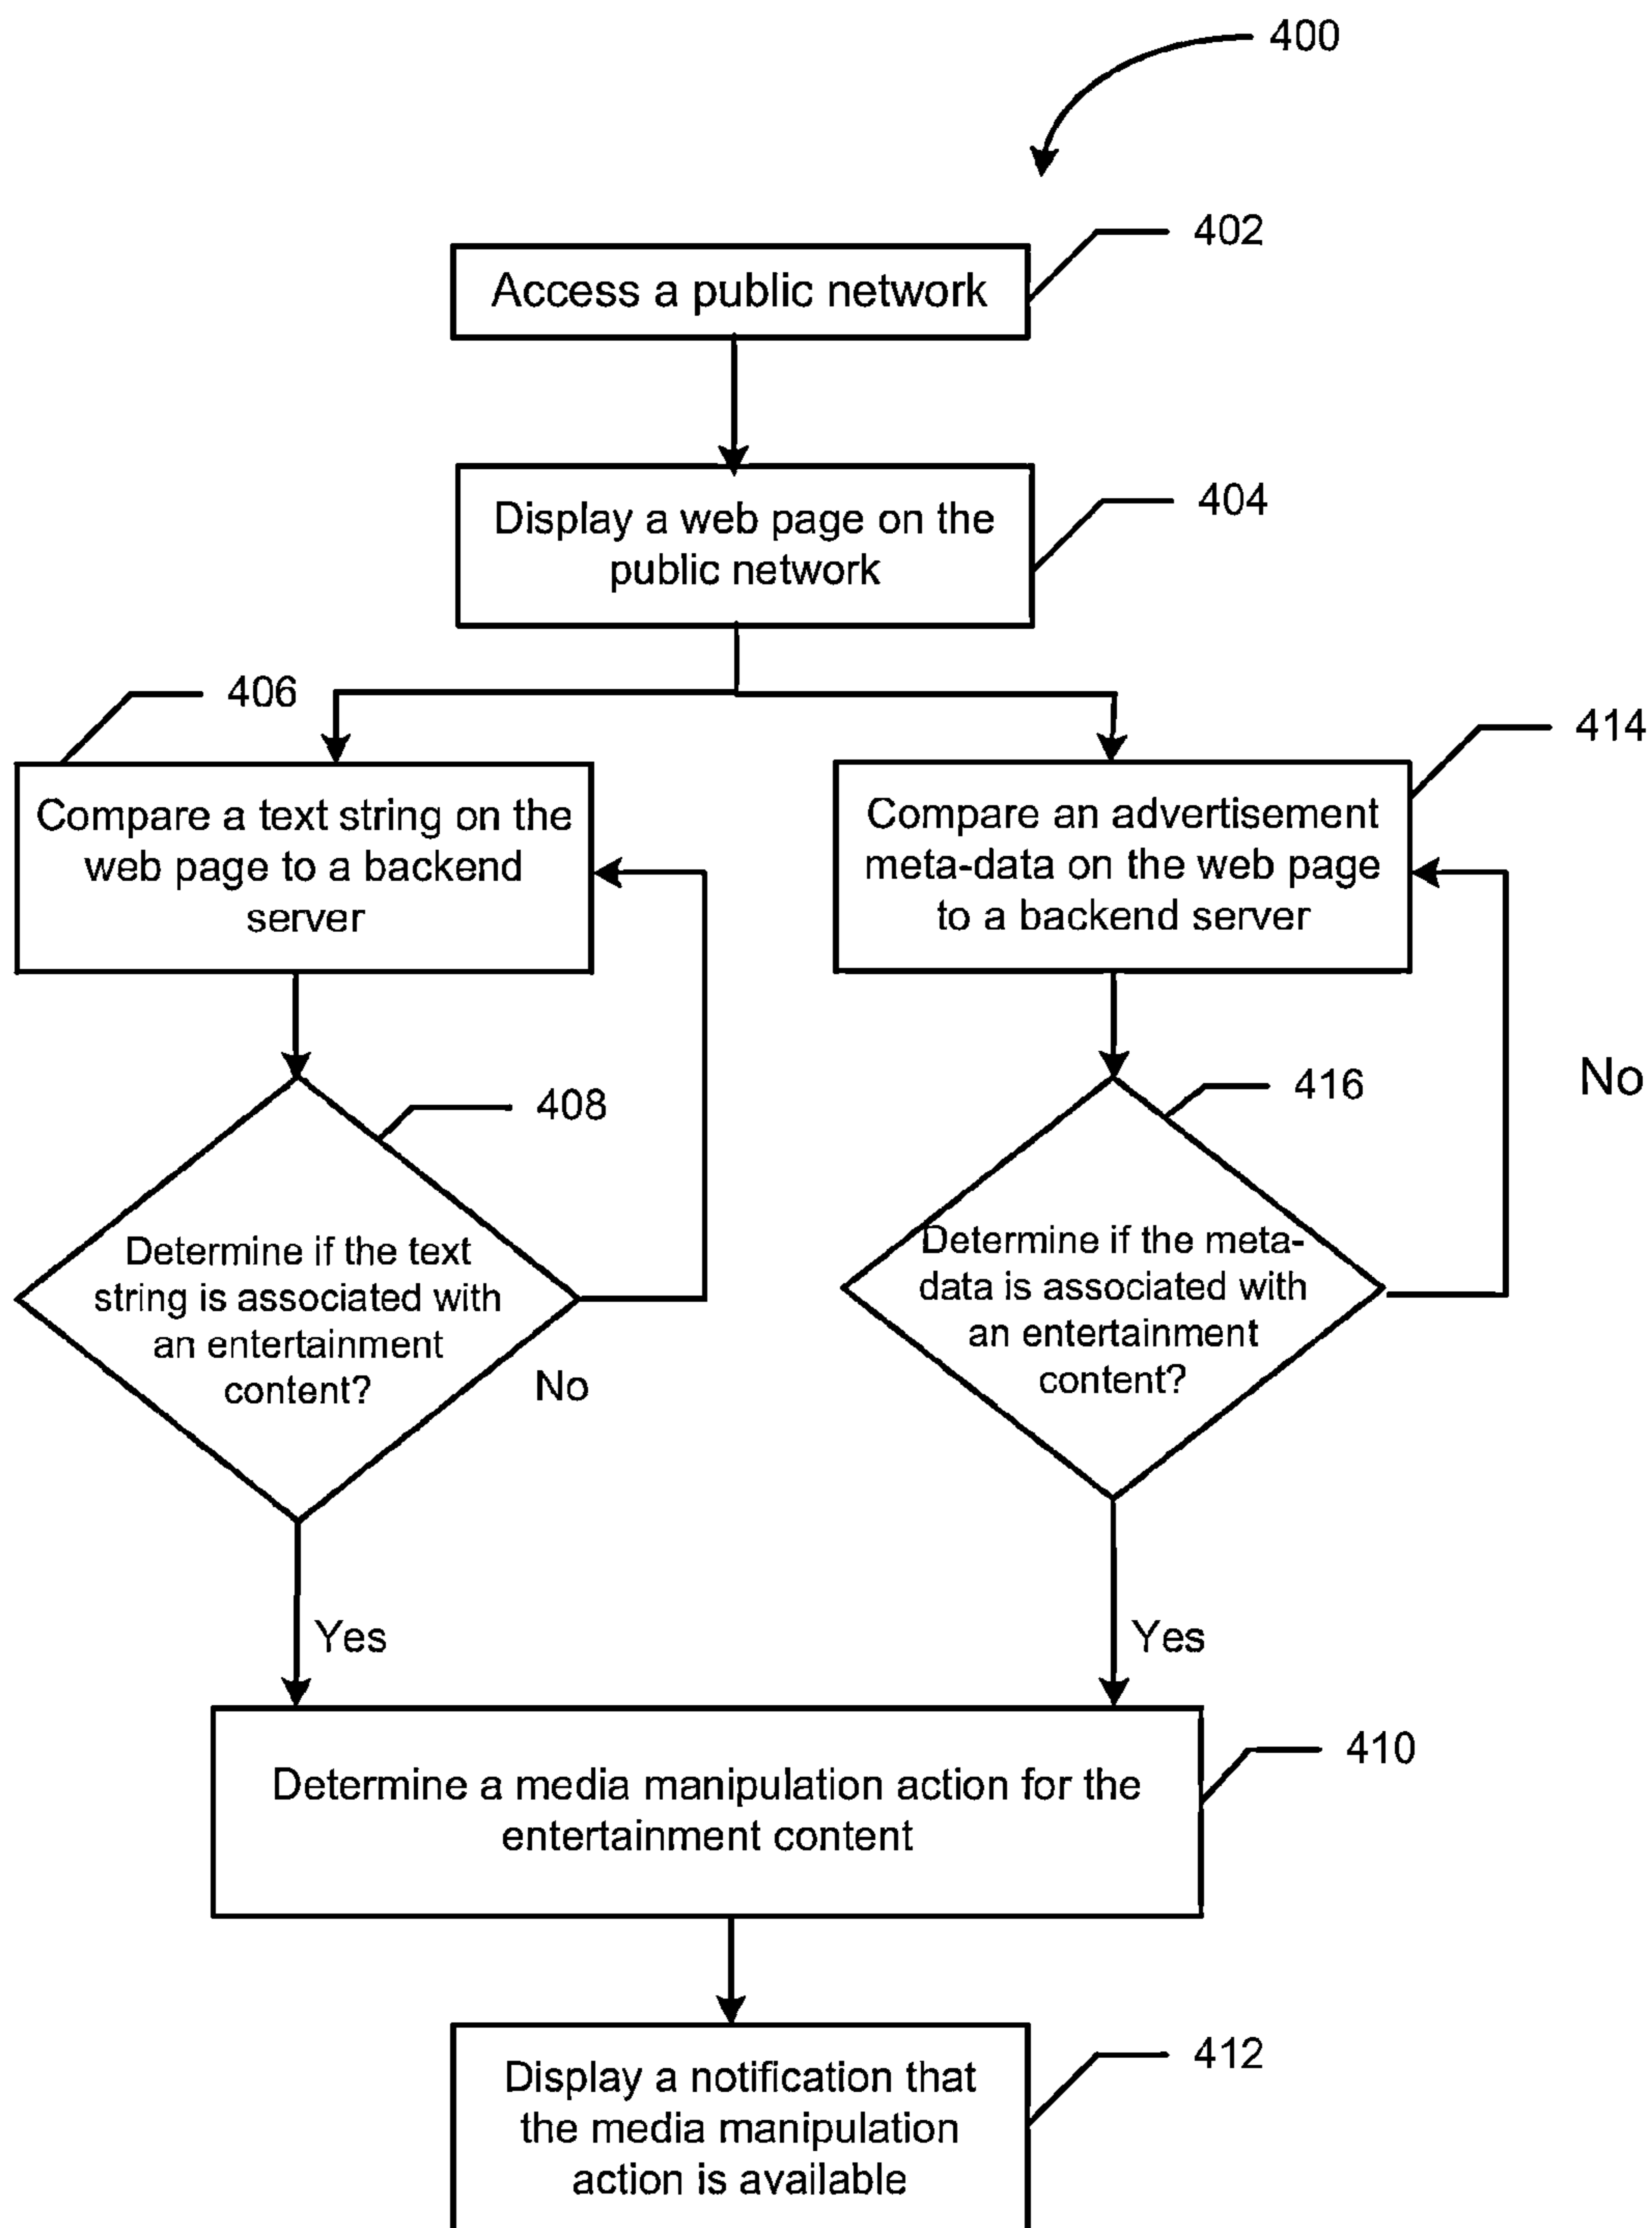 400
402
Access a public network
404
Display a web page on the
public network
406
414
Compare a text string on the
web page to a backend
server
Compare an advertisement
meta-data on the web page
to a backend server
No
408
416
Determine if the text
string is associated with
an entertainment
content?
No
Determine if the meta-
data is associated with
an entertainment
content?
Yes
Yes
410
Determine a media manipulation action for the
entertainment content
412
Display a notification that
the media manipulation
action is available